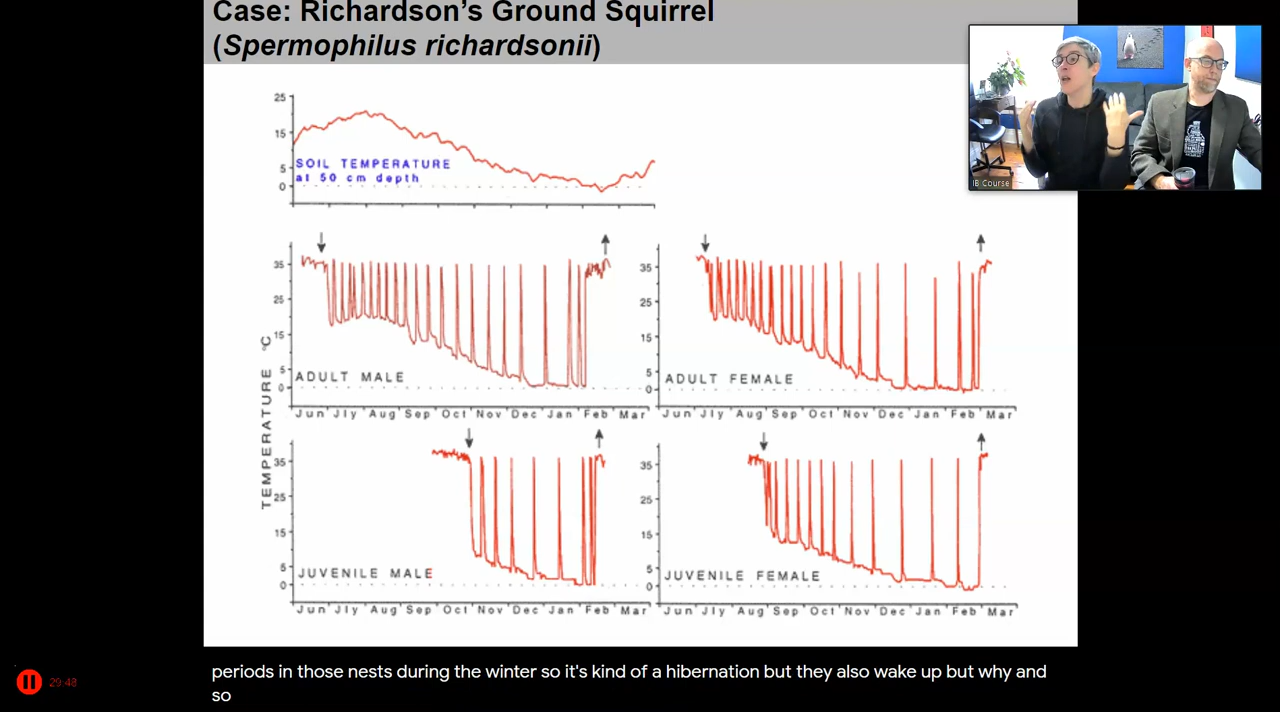 Case: Richardson's Ground Squirrel
(Spermophilus richardsonii)
IB Course
25
15
5
0
SOIL TEMPERATURE
at 50 cm depth
TEMPERATURE °C
35
25
15
5
0
ADULT MALE
Jun Jly Aug Sep Oct Nov Dec Jan Feb Mar
35
25
15
5
0
ADULT FEMALE
Jun Jly Aug Sep Oct Nov Dec Jan Feb Mar
35
25
15
5
0
JUVENILE MALE
Jun Jly Aug Sep Oct Nov Dec Jan Feb Mar
35
25
15
5
0
JUVENILE FEMALE
Jun Jly Aug Sep Oct Nov Dec Jan Feb Mar
29:48
periods in those nests during the winter so it's kind of a hibernation but they also wake up but why and
so